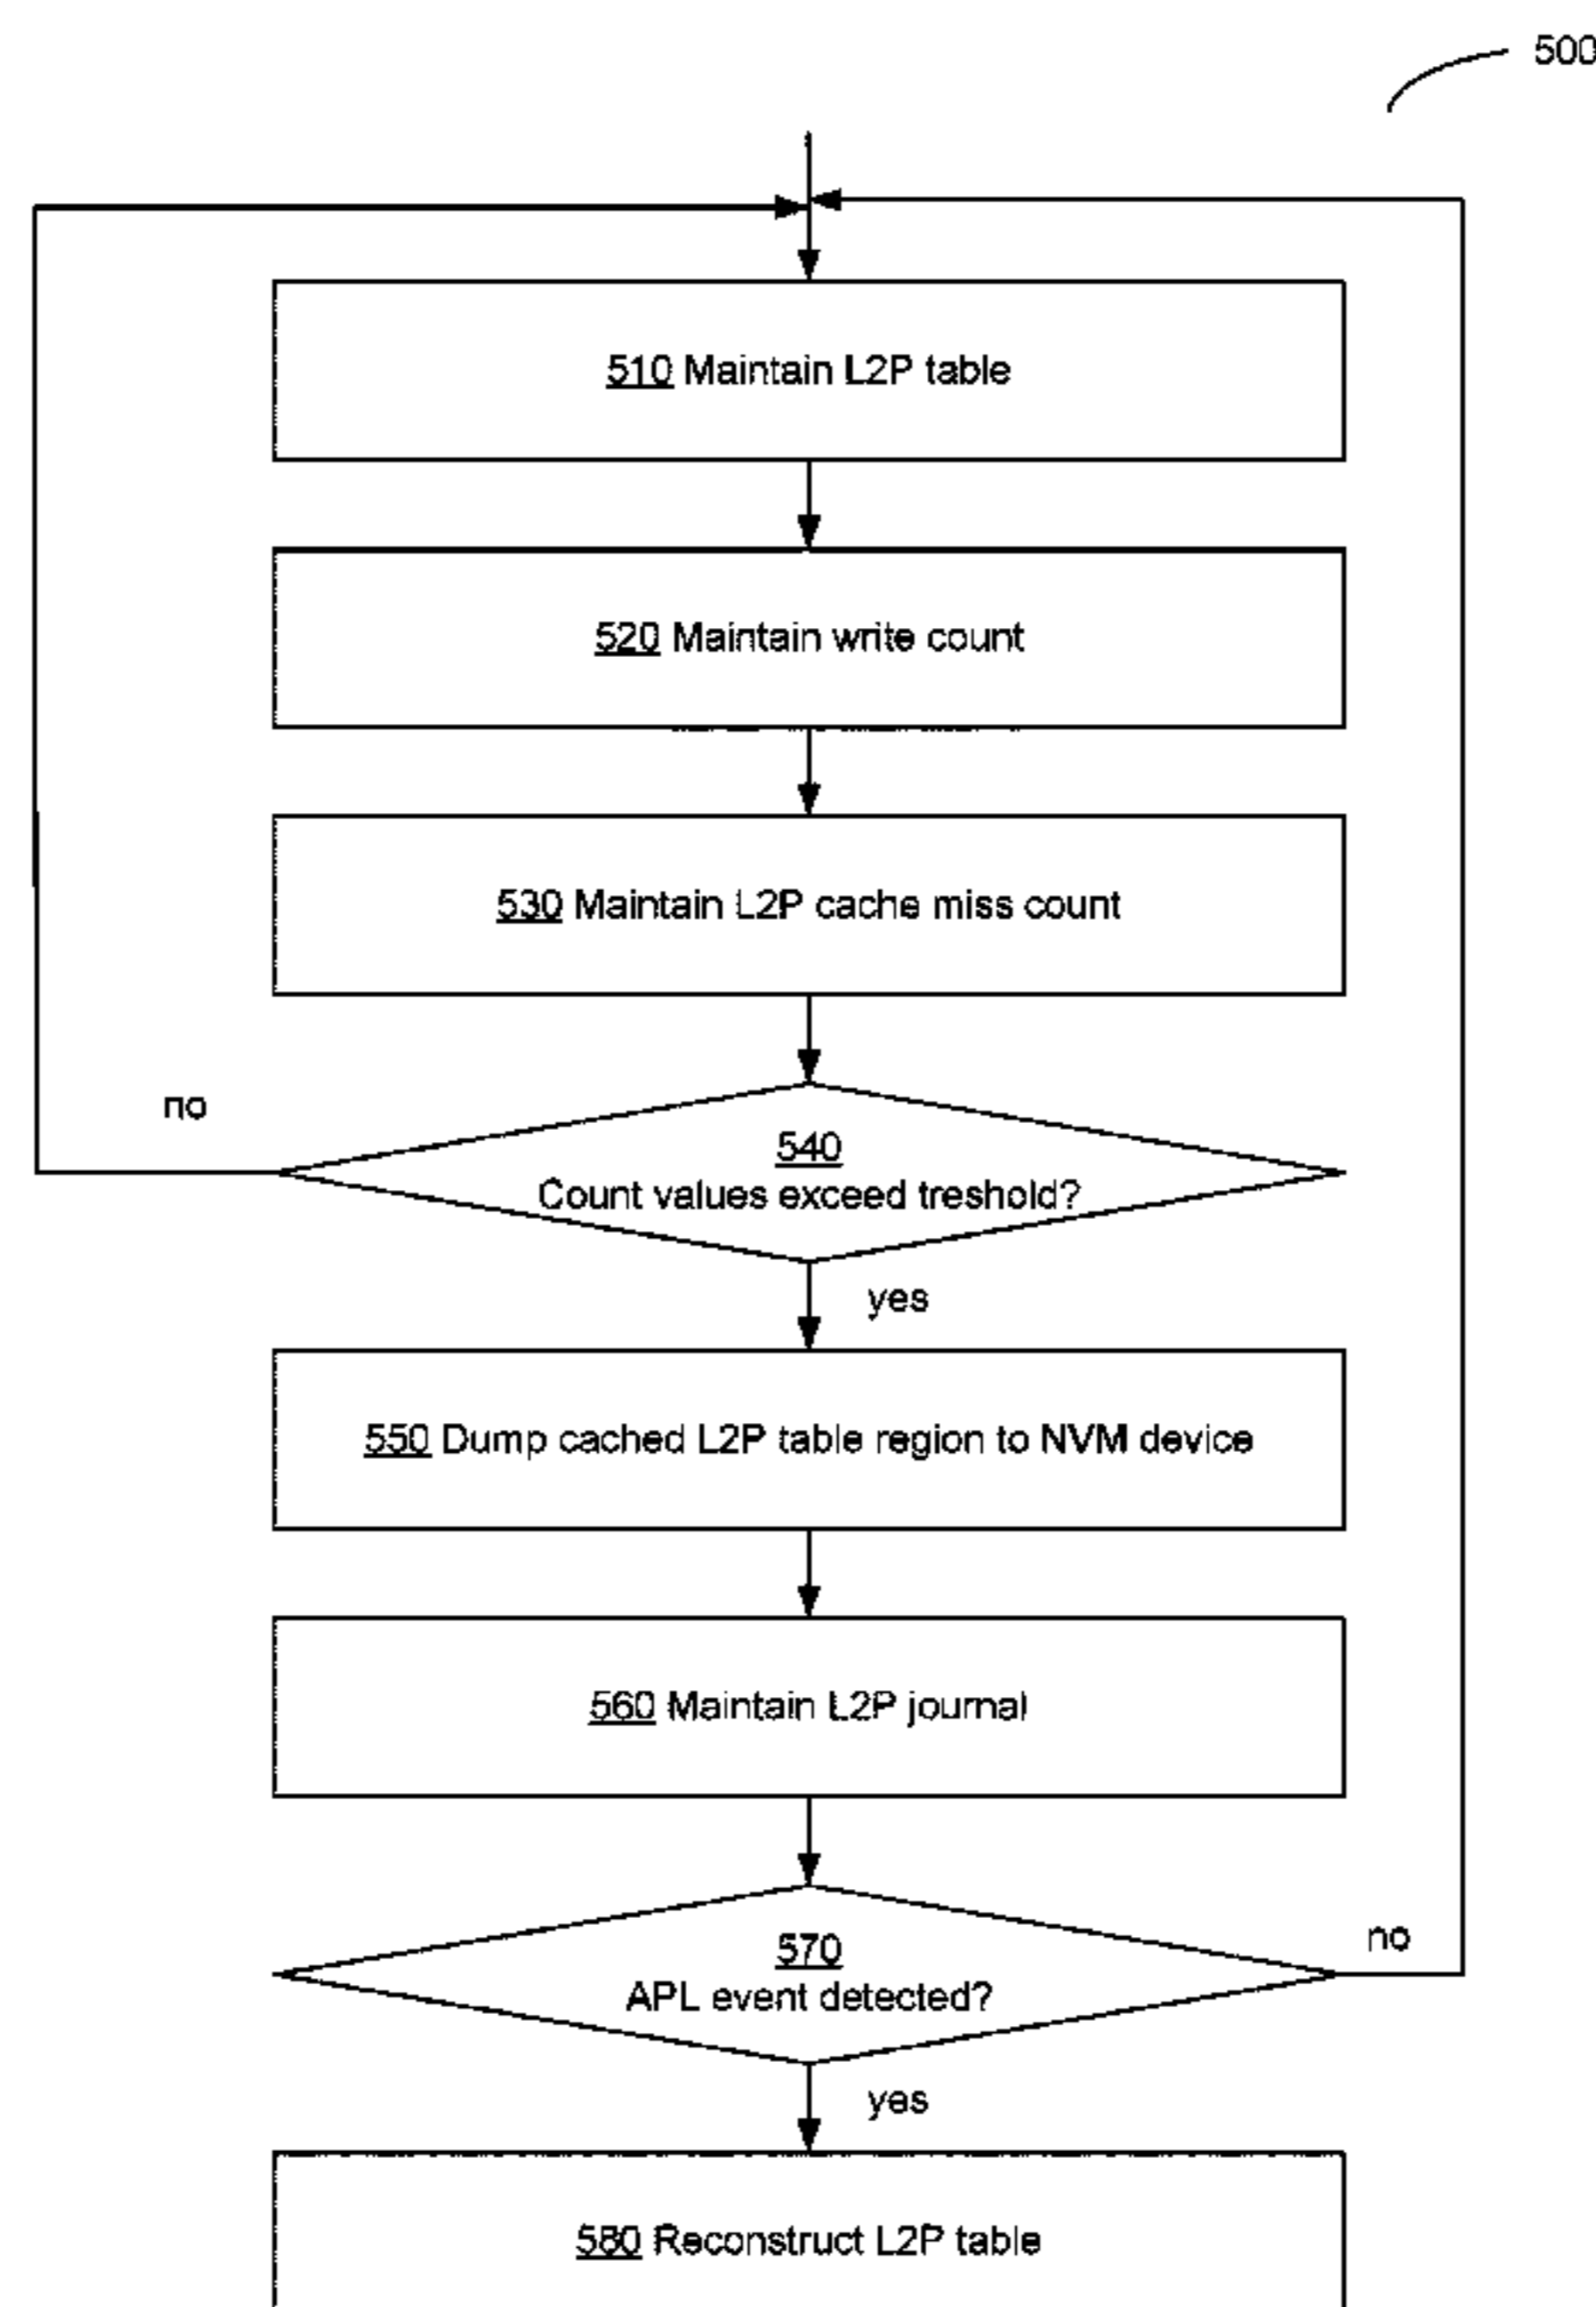 500
510 Maintain L2P table
520 Maintain write count
530 Maintain L2P cache miss count
no
540
Count values exceed treshold?
yes
550 Dump cached L2P table region to NVM device
560 Maintain L2P journal
no
570
APL event detected?
yes
580 Reconstruct L2P table